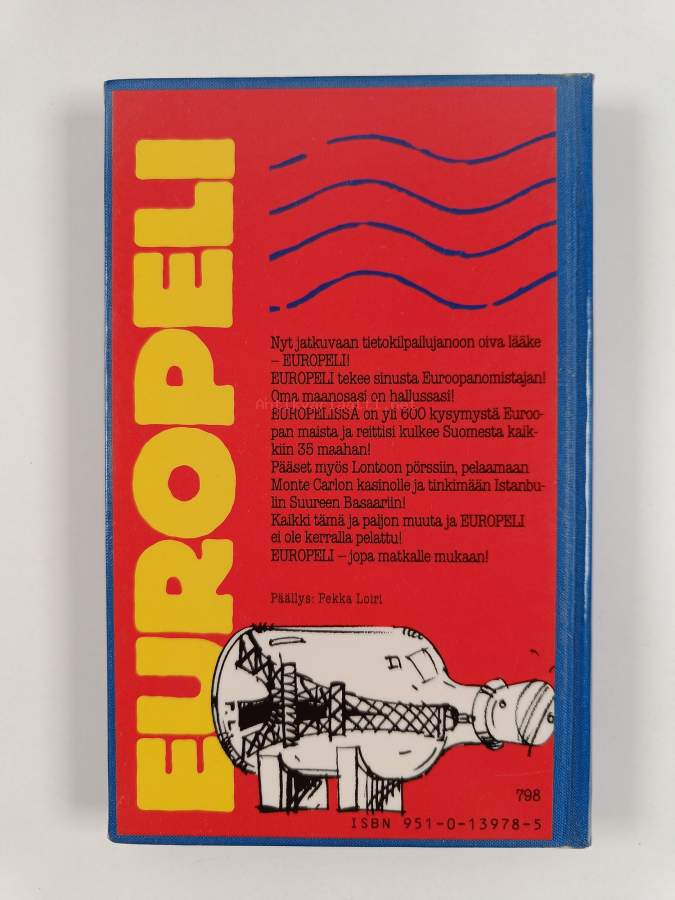 EUROPELI
Nyt jatkuvaan tietokilpailujanoon oiva lääke
– EUROPELI!
EUROPELI tekee sinusta Euroopanomistajan!
Oma maanosasi on hallussasi!
EUROPELISSA on yli 600 kysymystä Euroo-
pan maista ja reittisi kulkee Suomesta kaik-
kiin 35 maahan!
Pääset myös Lontoon pörssiin, pelaamaan
Monte Carlon kasinolle ja tinkimään Istanbu-
lin Suureen Basaariin!
Kaikki tämä ja paljon muuta ja EUROPELI
ei ole kerralla pelattu!
EUROPELI – jopa matkalle mukaan!
Päällys: Pekka Loiri
P.L
798
ISBN 951-0-13978-5